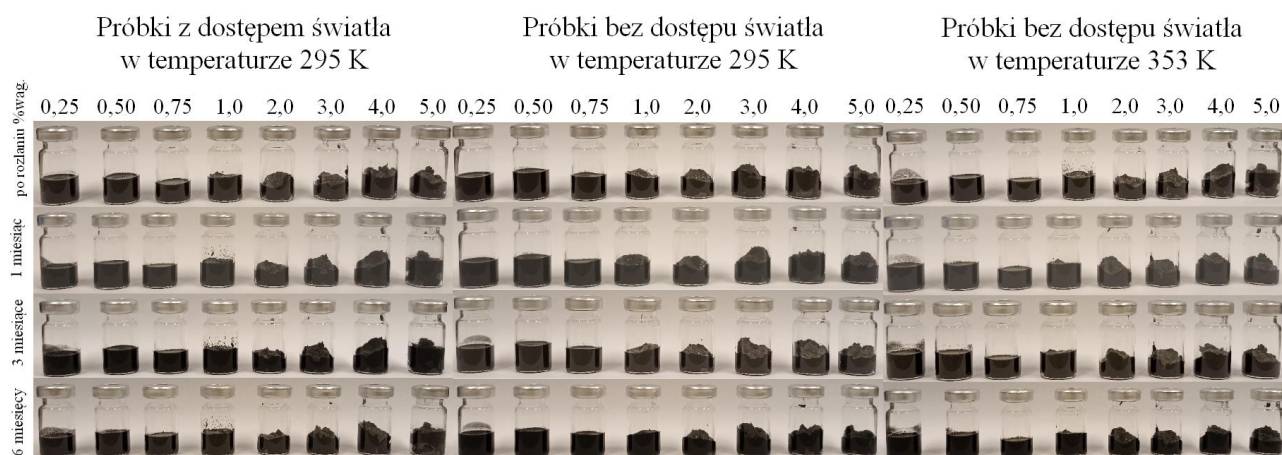 Próbki z dostępem światła
w temperaturze 295 K
Próbki bez dostępu światła
w temperaturze 295 K
Próbki bez dostępu światła
w temperaturze 353 K
%wag.
0,25 0,50 0,75 1,0 2,0 3,0 4,0 5,0
0,25 0,50 0,75 1,0 2,0 3,0 4,0 5,0
0,25 0,50 0,75 1,0 2,0 3,0 4,0 5,0
po rozlaniu
1 miesiąc
3 miesiące
6 miesięcy